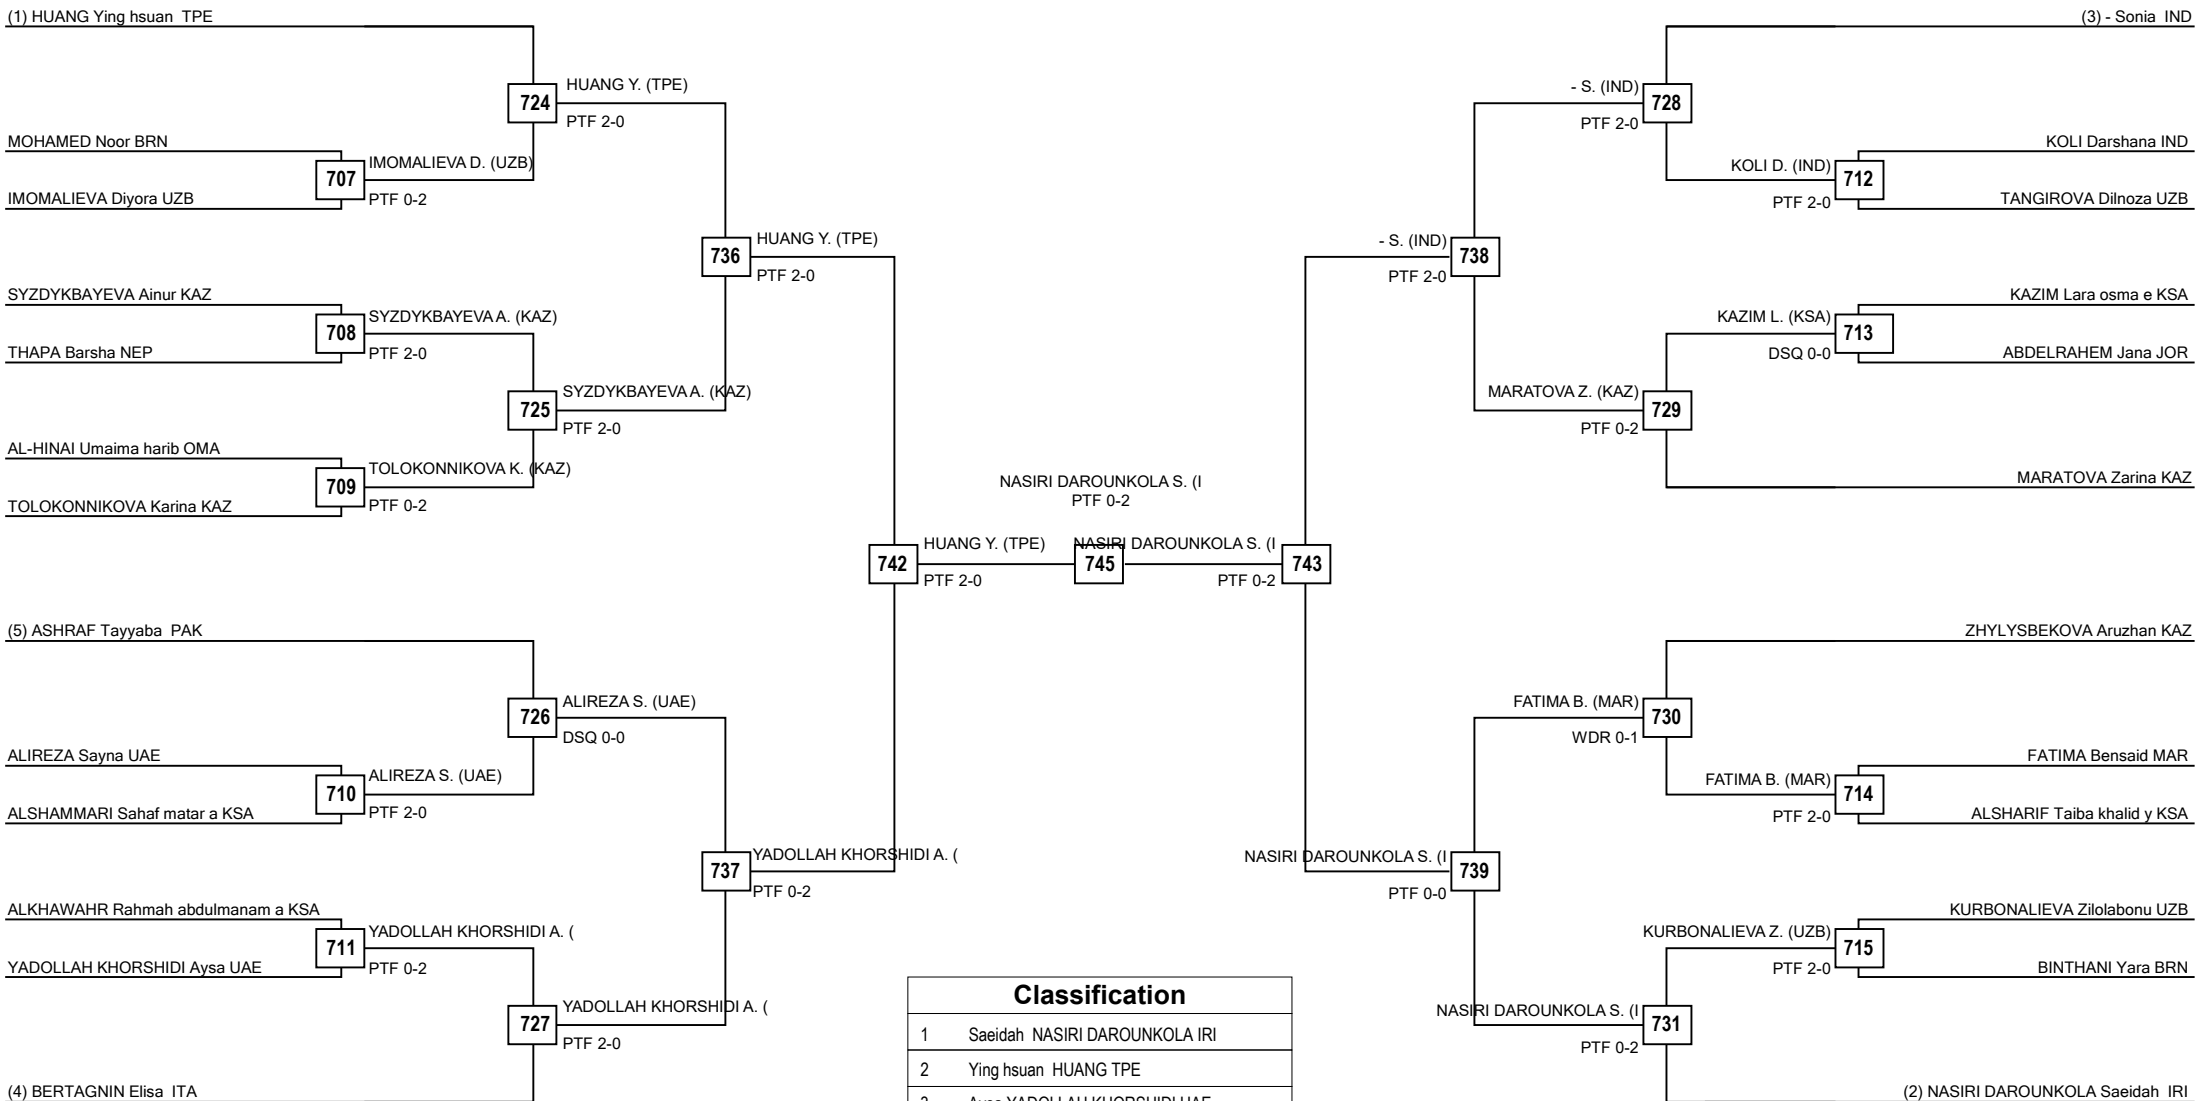 (1) HUANG Ying hsuan TPE
(3) - Sonia IND
HUANG Y. (TPE)
724
PTF 2-0
- S. (IND)
728
PTF 2-0
MOHAMED Noor BRN
IMOMALIEVA D. (UZB)
707
PTF 0-2
IMOMALIEVA Diyora UZB
KOLI Darshana IND
KOLI D. (IND)
712
PTF 2-0
TANGIROVA Dilnoza UZB
HUANG Y. (TPE)
736
PTF 2-0
- S. (IND)
738
PTF 2-0
SYZDYKBAYEVA Ainur KAZ
SYZDYKBAYEVA A. (KAZ)
708
PTF 2-0
THAPA Barsha NEP
KAZIM Lara osma e KSA
KAZIM L. (KSA)
713
DSQ 0-0
ABDELRAHEM Jana JOR
SYZDYKBAYEVA A. (KAZ)
725
PTF 2-0
MARATOVA Z. (KAZ)
729
PTF 0-2
AL-HINAI Umaima harib OMA
TOLOKONNIKOVA K. (KAZ)
709
PTF 0-2
TOLOKONNIKOVA Karina KAZ
MARATOVA Zarina KAZ
NASIRI DAROUNKOLA S. (I
PTF 0-2
HUANG Y. (TPE)
742
PTF 2-0
745
NASIRI DAROUNKOLA S. (I
743
PTF 0-2
(5) ASHRAF Tayyaba PAK
ZHYLYSBEKOVA Aruzhan KAZ
ALIREZA S. (UAE)
726
DSQ 0-0
FATIMA B. (MAR)
730
WDR 0-1
ALIREZA Sayna UAE
ALIREZA S. (UAE)
710
PTF 2-0
ALSHAMMARI Sahaf matar a KSA
FATIMA Bensaid MAR
FATIMA B. (MAR)
714
PTF 2-0
ALSHARIF Taiba khalid y KSA
YADOLLAH KHORSHIDI A. (
737
PTF 0-2
NASIRI DAROUNKOLA S. (I
739
PTF 0-0
ALKHAWAHR Rahmah abdulmanam a KSA
YADOLLAH KHORSHIDI A. (
711
PTF 0-2
YADOLLAH KHORSHIDI Aysa UAE
KURBONALIEVA Zilolabonu UZB
KURBONALIEVA Z. (UZB)
715
PTF 2-0
BINTHANI Yara BRN
YADOLLAH KHORSHIDI A. (
727
PTF 2-0
NASIRI DAROUNKOLA S. (I
731
PTF 0-2
(4) BERTAGNIN Elisa ITA
(2) NASIRI DAROUNKOLA Saeidah IRI
Classification
1 Saeidah NASIRI DAROUNKOLA IRI
2 Ying hsuan HUANG TPE
3 Aysa YADOLLAH KHORSHIDI UAE